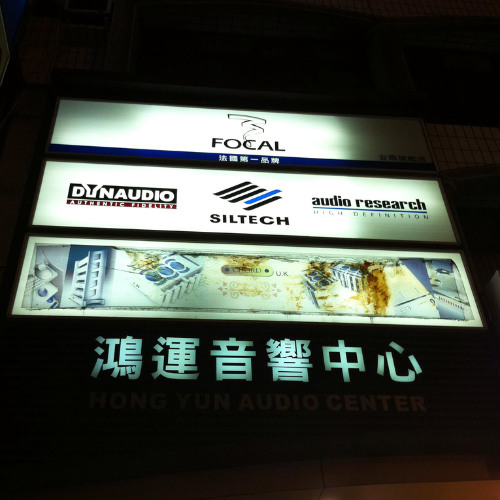 FOCAL
法國第一品牌
DYNAUDIO
AUTHENTIC FIDELITY
SILTECH
audio research
HIGH DEFINITION
CHORD U.K
鴻運音響中心
HONG YUN AUDIO CENTER